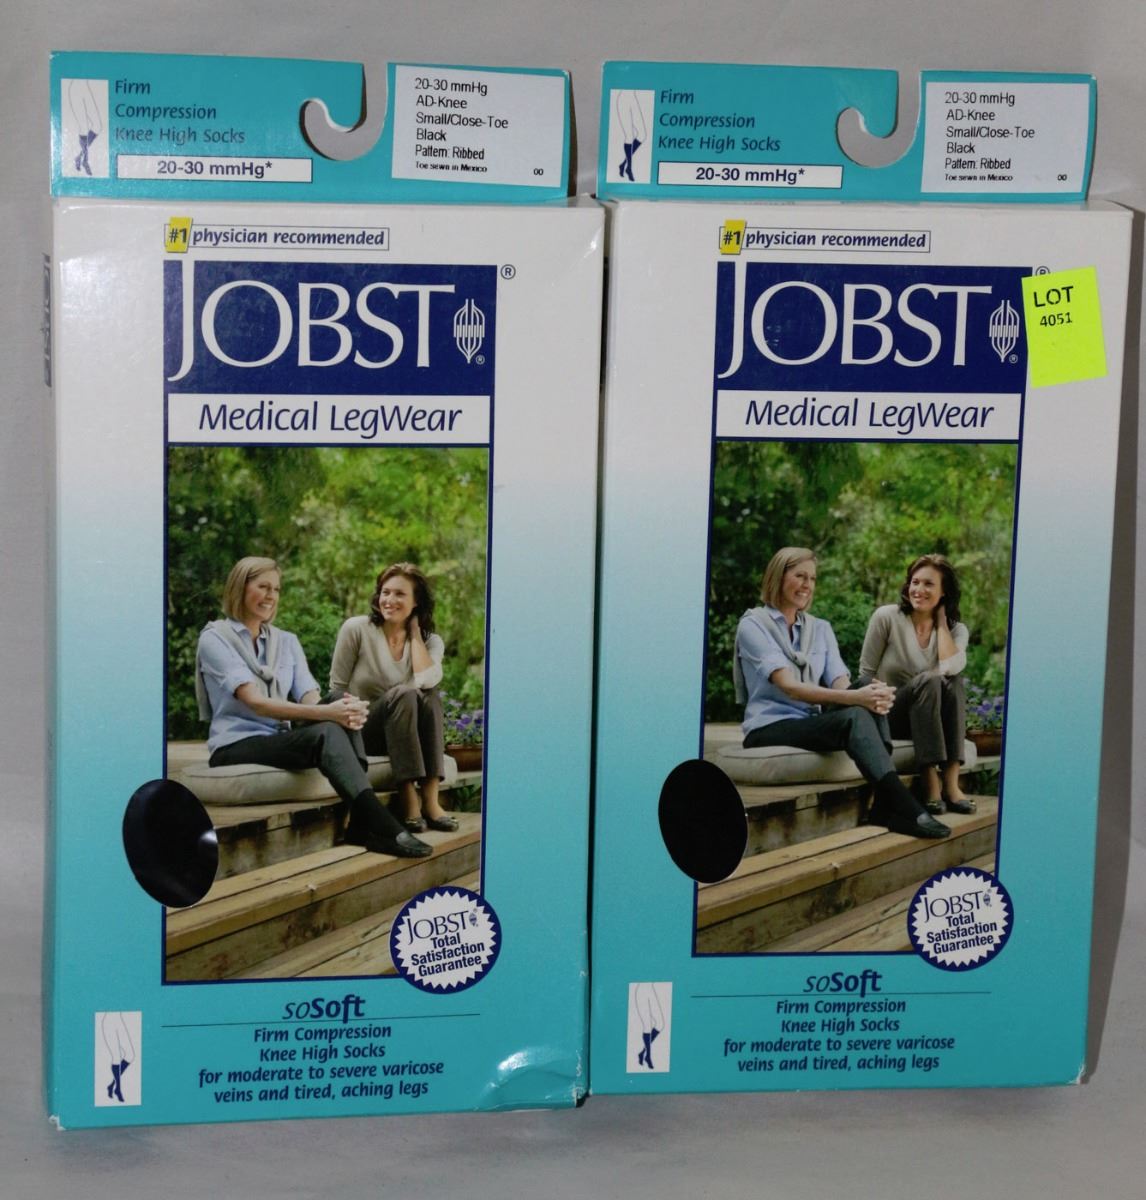 Firm
Compression
Knee High Socks
20-30 mmHg*
20-30 mmHg
AD-Knee
Small/Close-Toe
Black
Pattern: Ribbed
Toe sewn in Mexico
00
#1 physician recommended
JOBST®
®
Medical LegWear
JOBST
Total
Satisfaction
Guarantee
soSoft
Firm Compression
Knee High Socks
for moderate to severe varicose
veins and tired, aching legs
Firm
Compression
Knee High Socks
20-30 mmHg*
20-30 mmHg
AD-Knee
Small/Close-Toe
Black
Pattern: Ribbed
Toe sewn in Mexico
00
#1 physician recommended
JOBST®
®
LOT
4051
Medical LegWear
JOBST
Total
Satisfaction
Guarantee
soSoft
Firm Compression
Knee High Socks
for moderate to severe varicose
veins and tired, aching legs